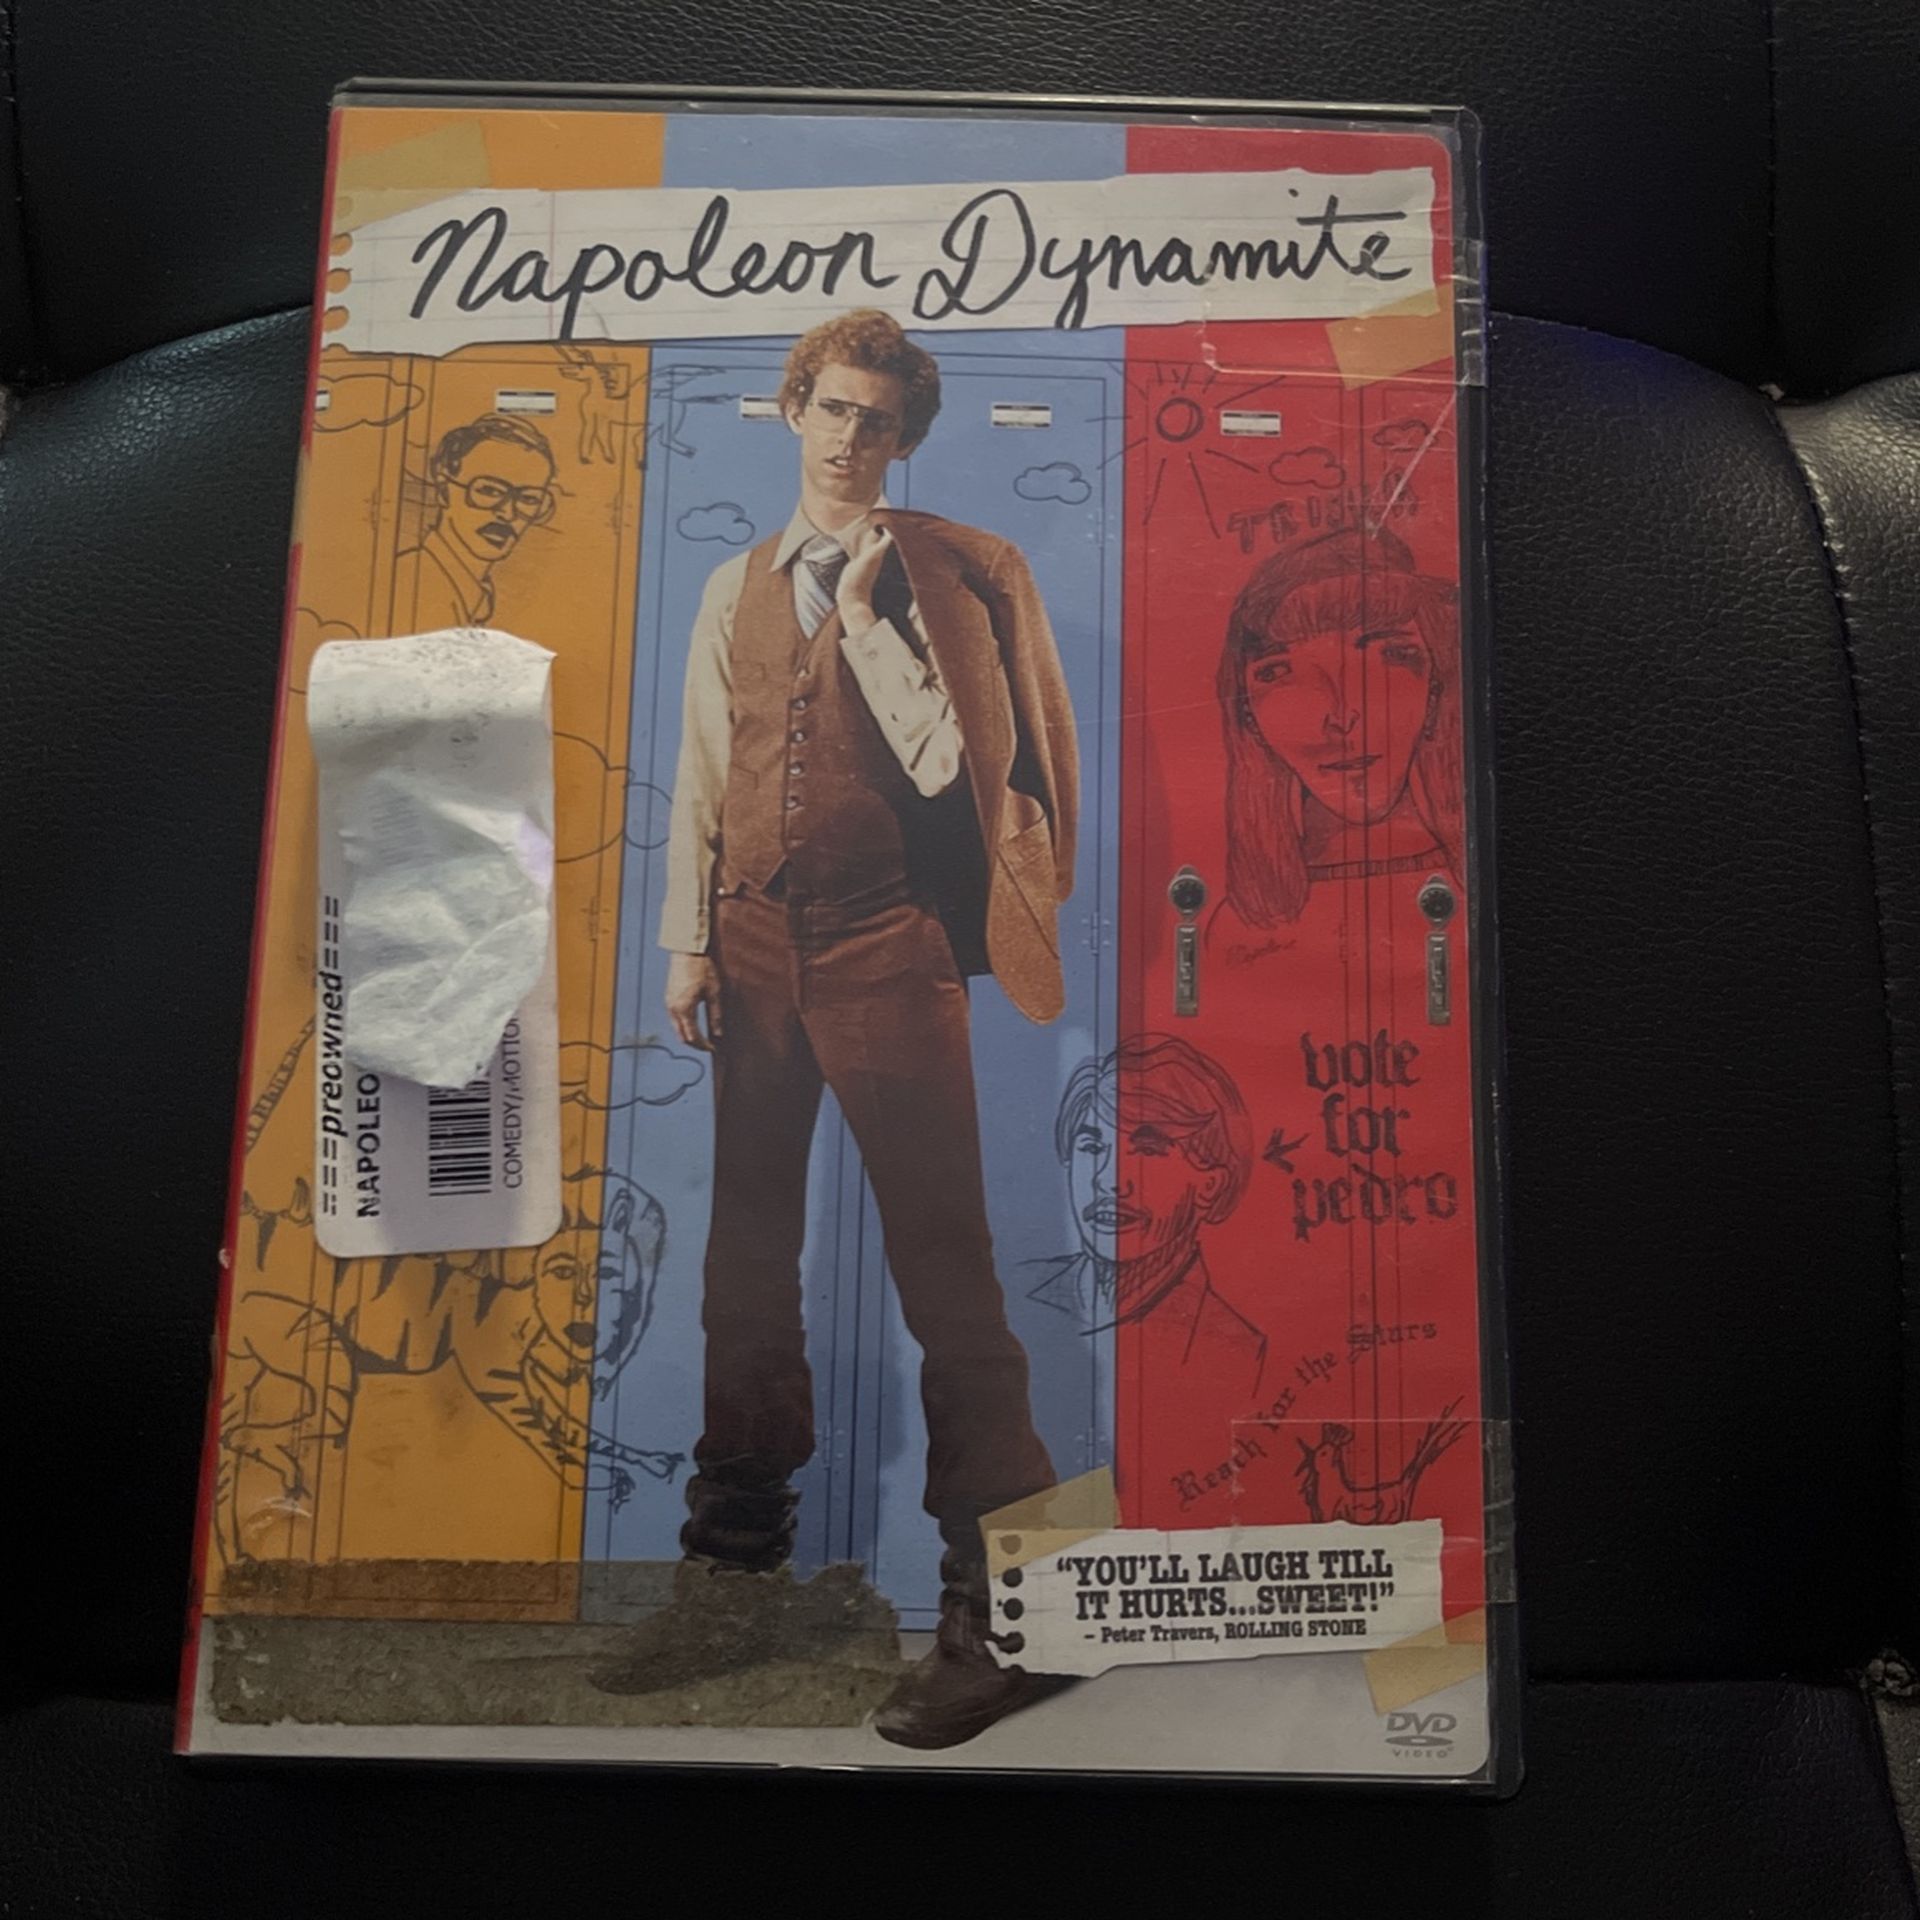 Napoleon Dynamite
TRISHA
===preowned===
NAPOLEO
COMEDY/MOTIO
vote
for
pedro
Reach for the Stars
"YOU'LL LAUGH TILL
IT HURTS...SWEET!"
– Peter Travers, ROLLING STONE
DVD
VIDEO